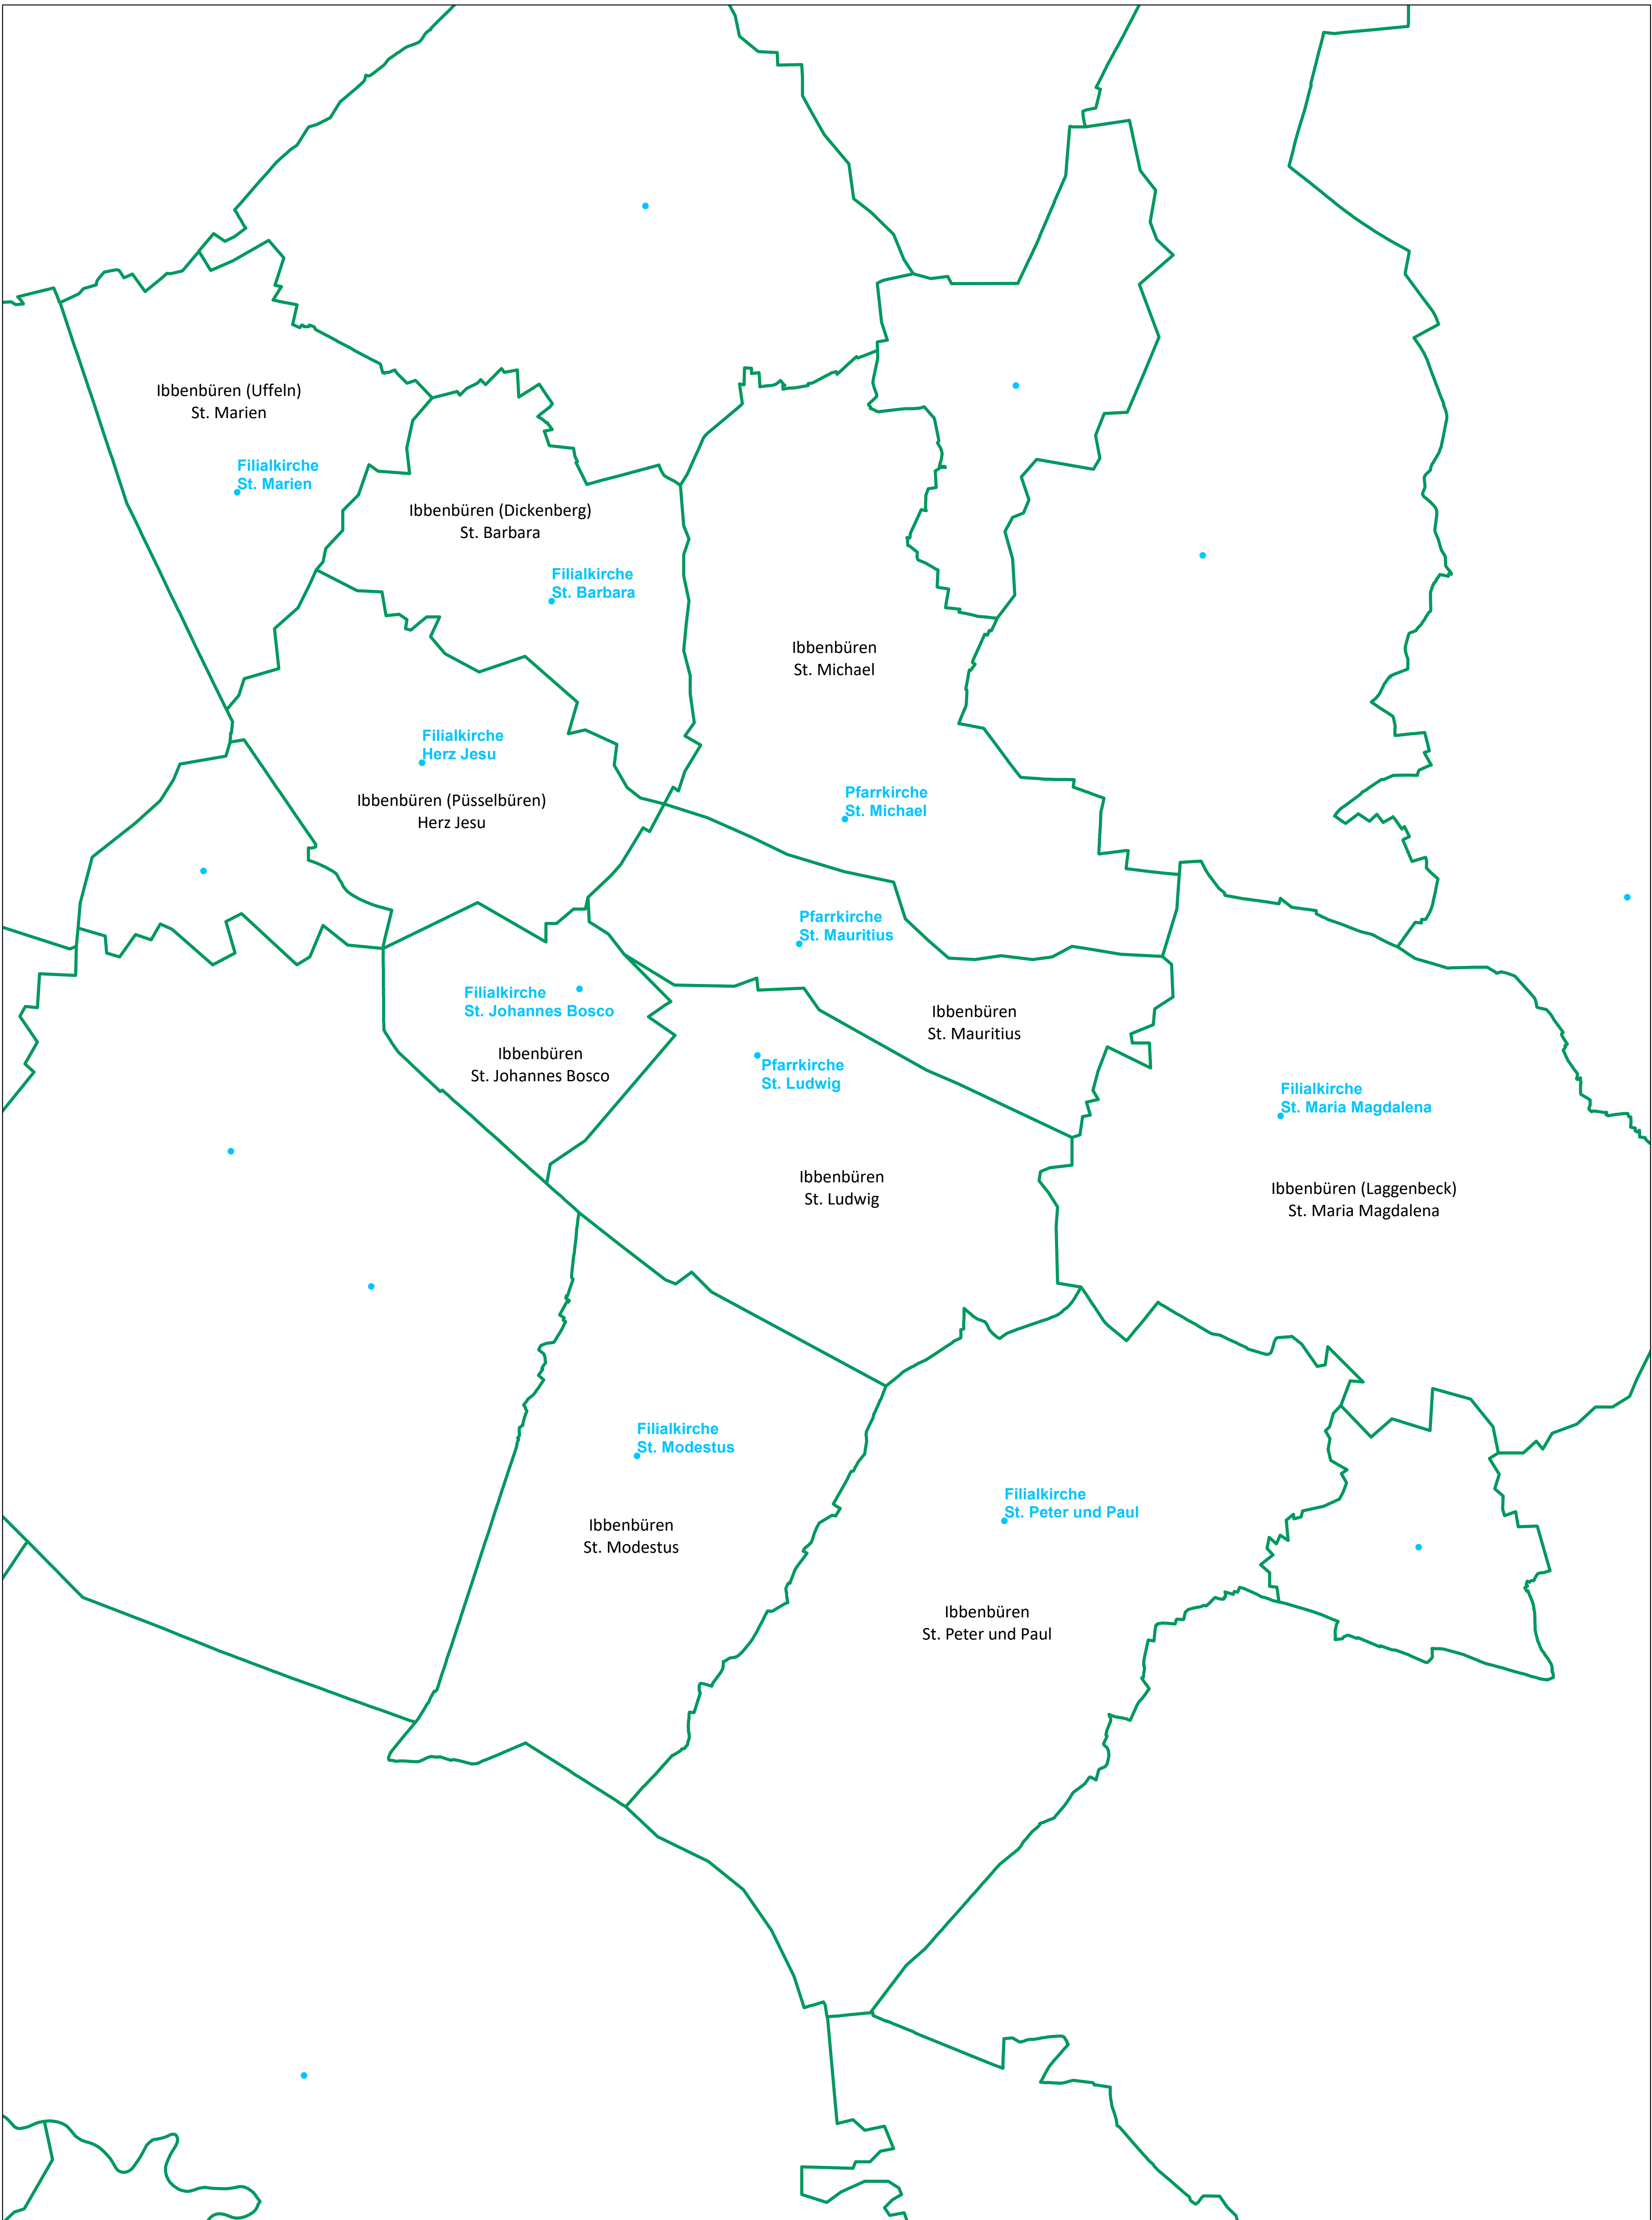 Ibbenbüren (Uffeln)
St. Marien
Filialkirche
St. Marien
Ibbenbüren (Dickenberg)
St. Barbara
Filialkirche
St. Barbara
Ibbenbüren
St. Michael
Filialkirche
Herz Jesu
Ibbenbüren (Püsselbüren)
Herz Jesu
Pfarrkirche
St. Michael
Pfarrkirche
St. Mauritius
Filialkirche
St. Johannes Bosco
Ibbenbüren
St. Johannes Bosco
Ibbenbüren
St. Mauritius
Pfarrkirche
St. Ludwig
Filialkirche
St. Maria Magdalena
Ibbenbüren
St. Ludwig
Ibbenbüren (Laggenbeck)
St. Maria Magdalena
Filialkirche
St. Modestus
Ibbenbüren
St. Modestus
Filialkirche
St. Peter und Paul
Ibbenbüren
St. Peter und Paul